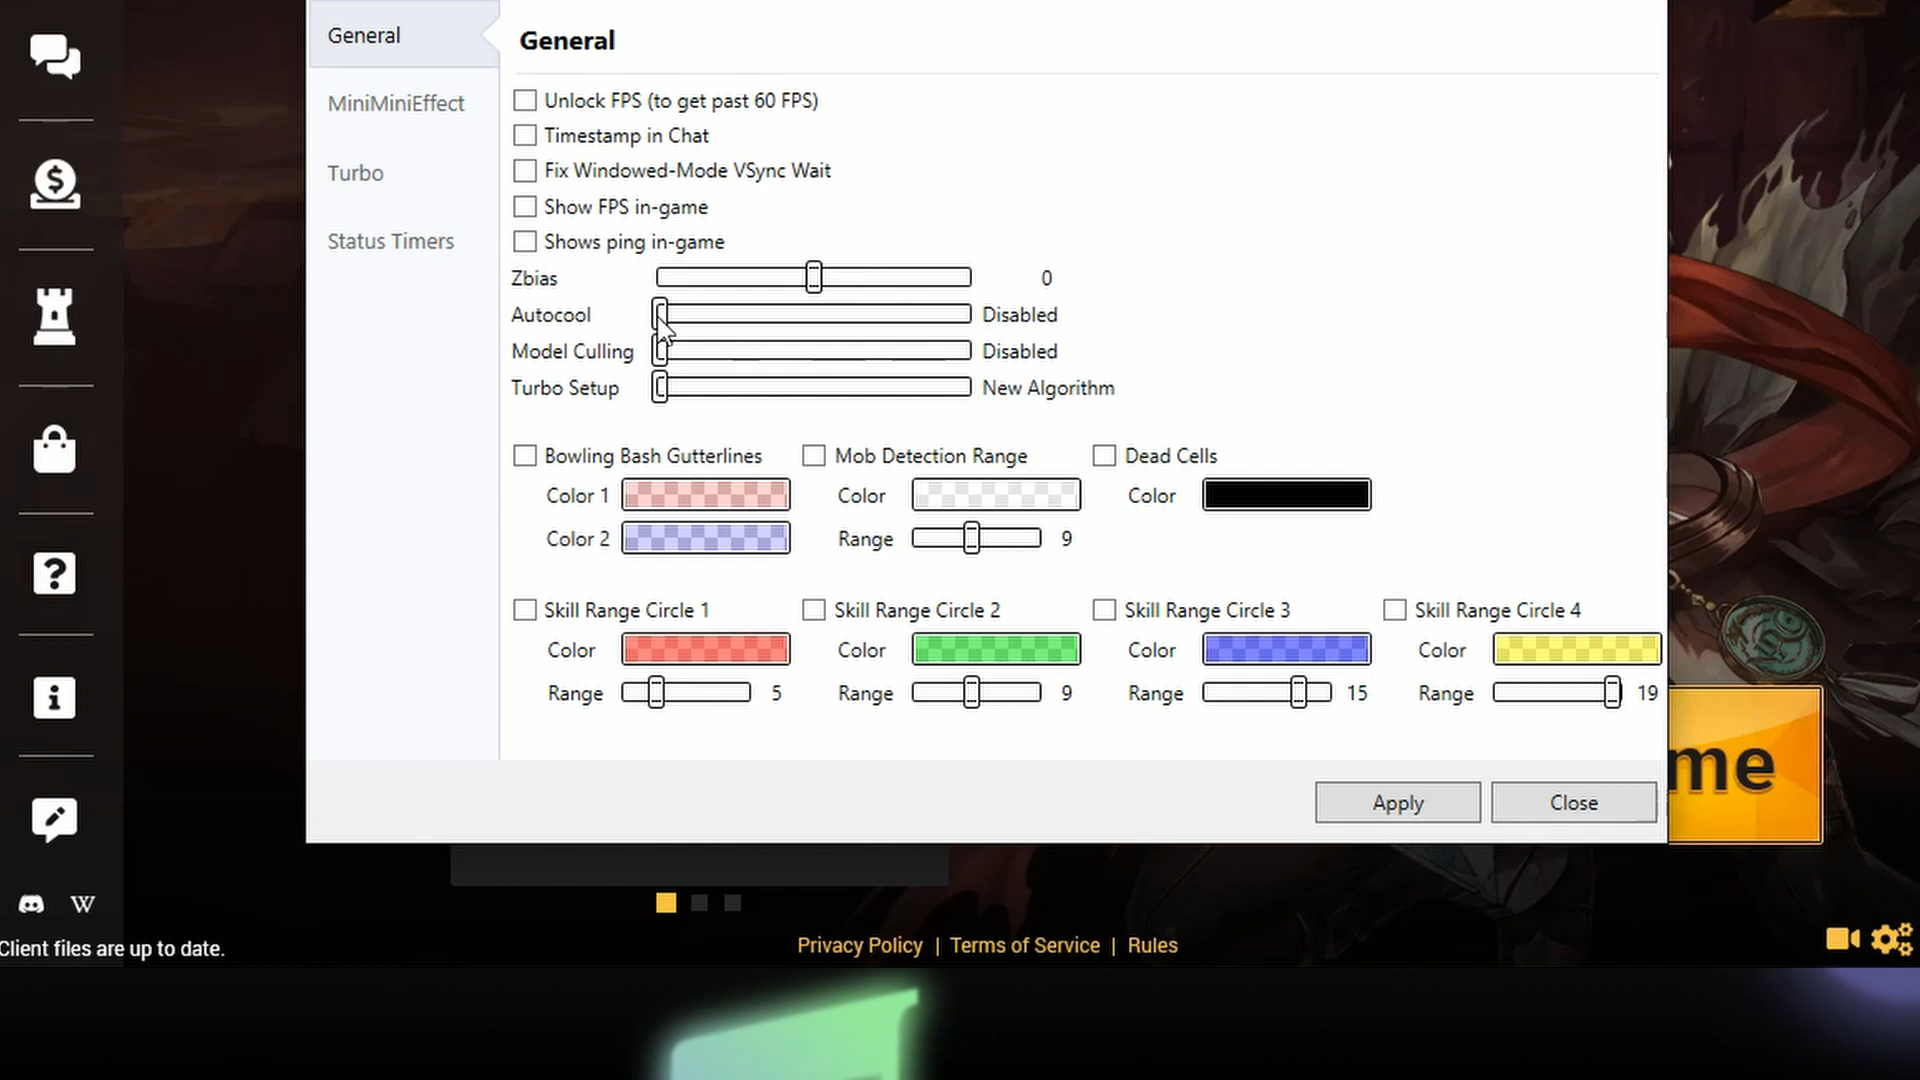 General
MiniMiniEffect
Turbo
Status Timers
General
Unlock FPS (to get past 60 FPS)
Timestamp in Chat
Fix Windowed-Mode VSync Wait
Show FPS in-game
Shows ping in-game
Zbias 0
Autocool Disabled
Model Culling Disabled
Turbo Setup New Algorithm
Bowling Bash Gutterlines Mob Detection Range Dead Cells
Color 1 Color Color
Color 2 Range 9
Skill Range Circle 1 Skill Range Circle 2 Skill Range Circle 3 Skill Range Circle 4
Color Color Color Color
Range 5 Range 9 Range 15 Range 19
Apply Close
me
W
Client files are up to date.
Privacy Policy | Terms of Service | Rules